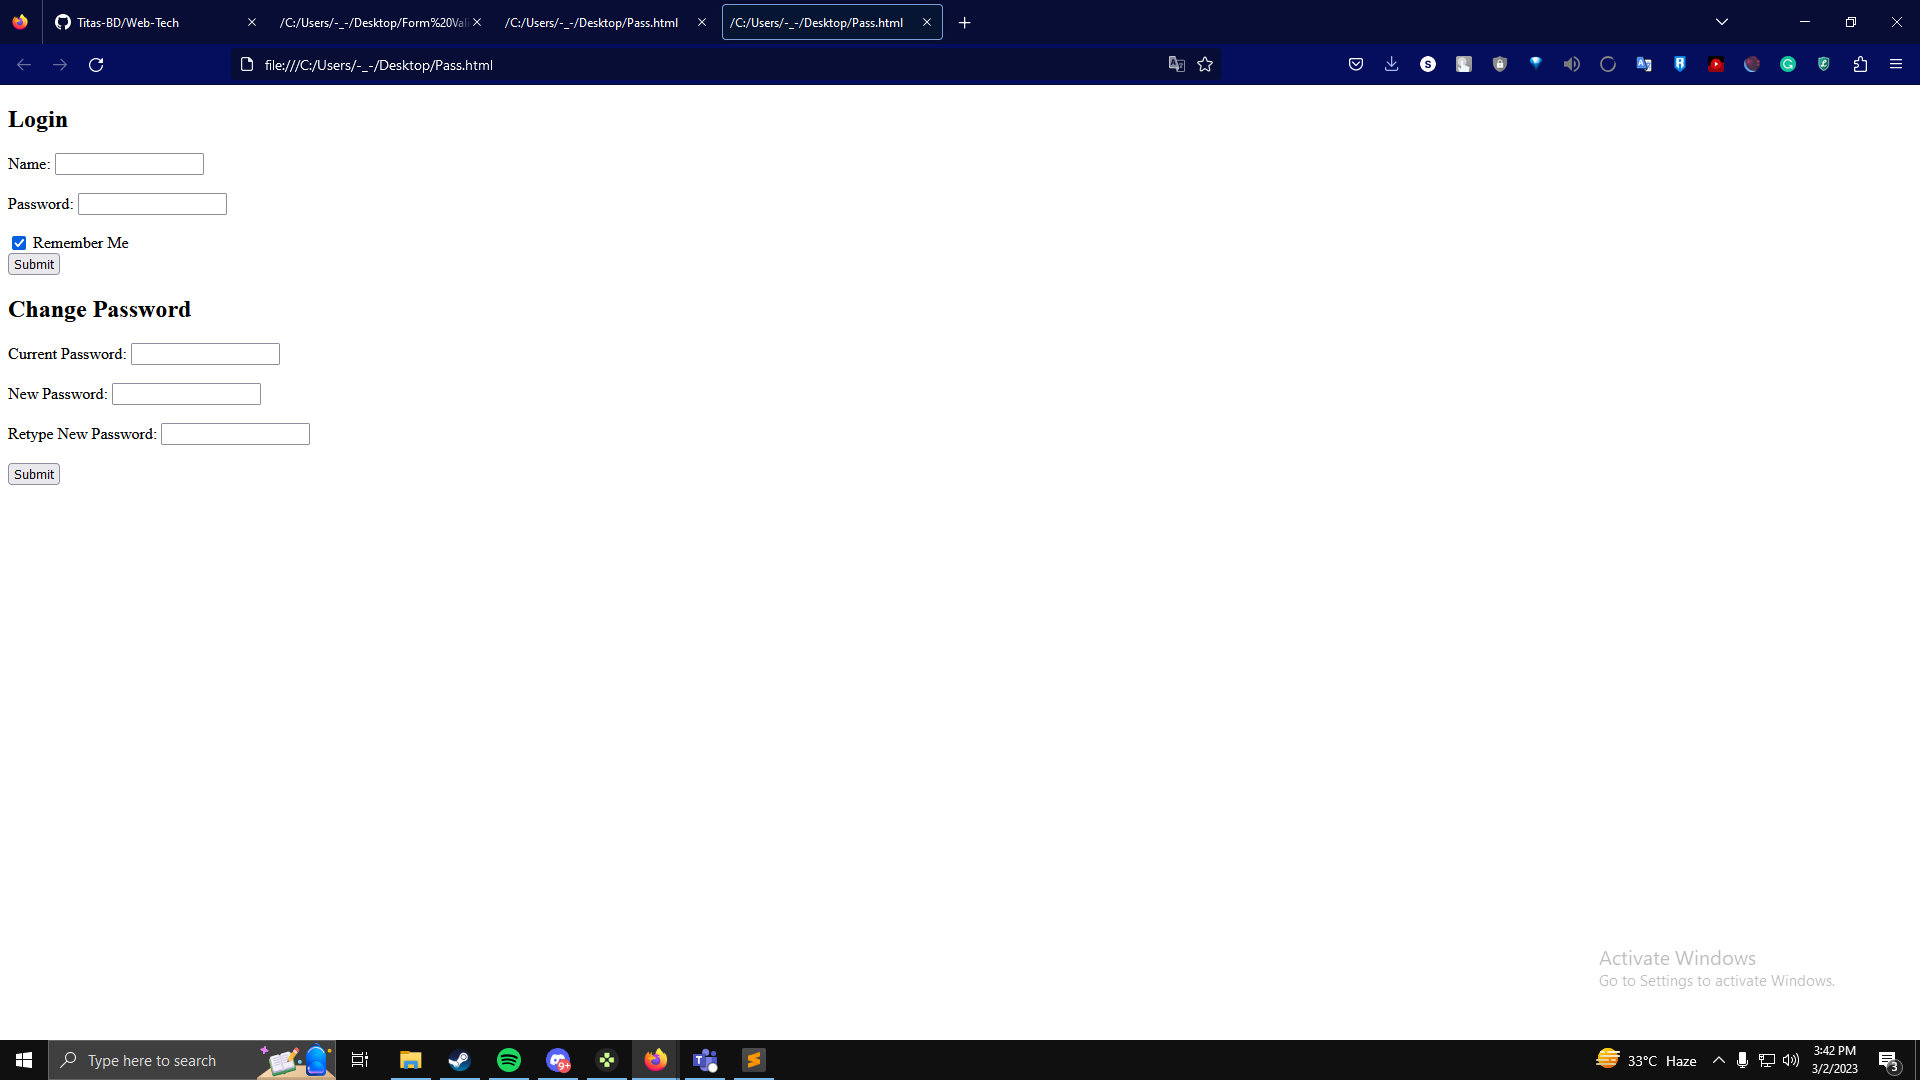 Titas-BD/Web-Tech
/C:/Users/-_-/Desktop/Form%20Vali
/C:/Users/-_-/Desktop/Pass.html
/C:/Users/-_-/Desktop/Pass.html
file:///C:/Users/-_-/Desktop/Pass.html
Login
Name:
Password:
Remember Me
Submit
Change Password
Current Password:
New Password:
Retype New Password:
Submit
Activate Windows
Go to Settings to activate Windows.
Type here to search
9+
33°C Haze
3:42 PM
3/2/2023
3